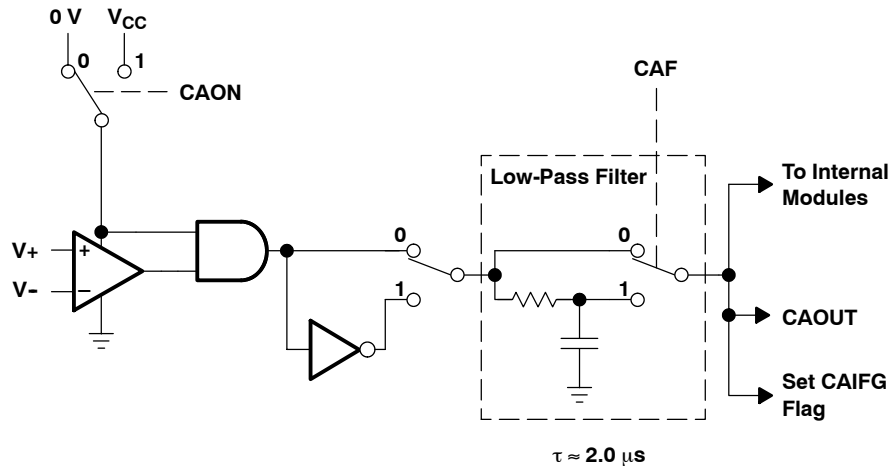 0 V
V_CC
0
1
CAON
CAF
Low-Pass Filter
To Internal
Modules
V+
+
V-
−
0
1
0
1
CAOUT
Set CAIFG
Flag
τ ≈ 2.0 μs